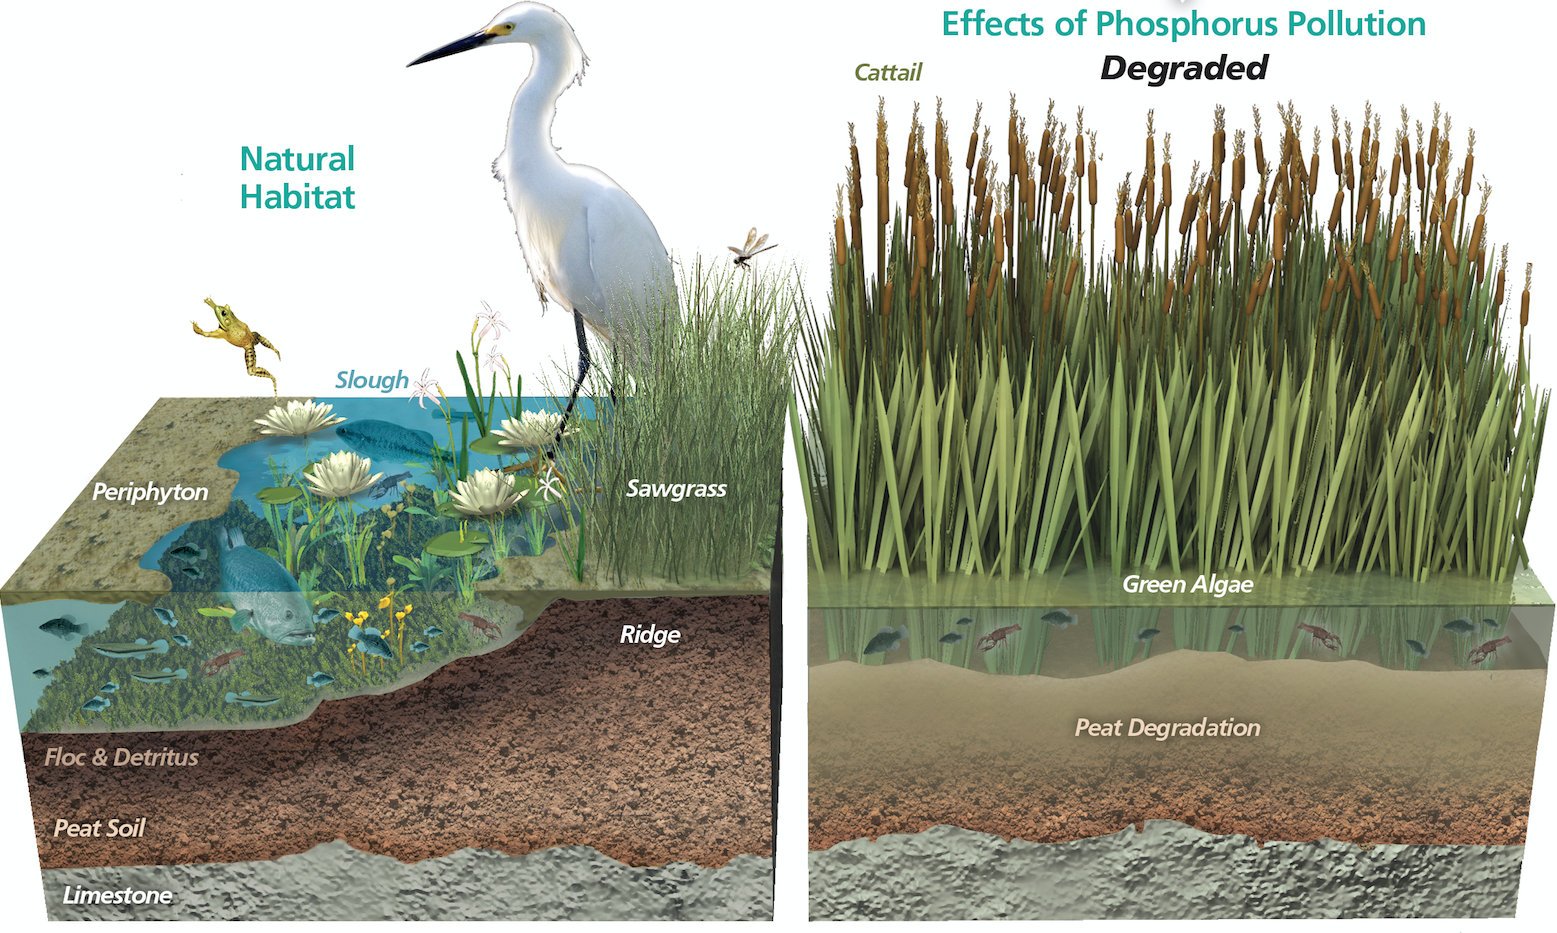 Effects of Phosphorus Pollution
Degraded
Cattail
Natural
Habitat
Slough
Periphyton
Sawgrass
Green Algae
Ridge
Peat Degradation
Floc & Detritus
Peat Soil
Limestone